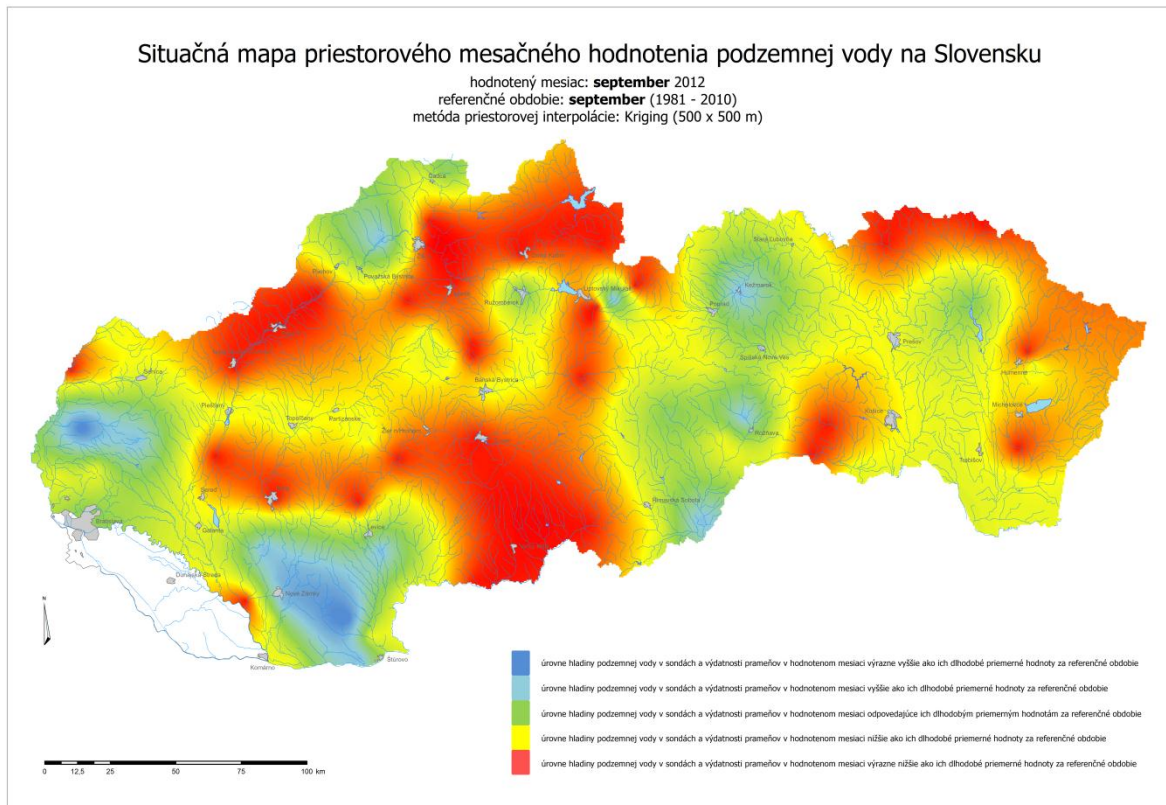 Situačná mapa priestorového mesačného hodnotenia podzemnej vody na Slovensku
hodnotený mesiac: september 2012
referenčné obdobie: september (1981 - 2010)
metóda priestorovej interpolácie: Kriging (500 x 500 m)
Čadca
Stará Ľubovňa
Púchov
Považská Bystrica
Kežmarok
Ružomberok
Liptovský Mikuláš
Poprad
Prešov
Spišská Nová Ves
Humenné
Senica
Banská Bystrica
Piešťany
Partizánske
Michalovce
Košice
Rožňava
Trebišov
Sereď
Rimavská Sobota
Bratislava
Galanta
Levice
Dunajská Streda
Nové Zámky
N
Komárno
Štúrovo
úrovne hladiny podzemnej vody v sondách a výdatnosti prameňov v hodnotenom mesiaci výrazne vyššie ako ich dlhodobé priemerné hodnoty za referenčné obdobie
úrovne hladiny podzemnej vody v sondách a výdatnosti prameňov v hodnotenom mesiaci vyššie ako ich dlhodobé priemerné hodnoty za referenčné obdobie
úrovne hladiny podzemnej vody v sondách a výdatnosti prameňov v hodnotenom mesiaci odpovedajúce ich dlhodobým priemerným hodnotám za referenčné obdobie
úrovne hladiny podzemnej vody v sondách a výdatnosti prameňov v hodnotenom mesiaci nižšie ako ich dlhodobé priemerné hodnoty za referenčné obdobie
úrovne hladiny podzemnej vody v sondách a výdatnosti prameňov v hodnotenom mesiaci výrazne nižšie ako ich dlhodobé priemerné hodnoty za referenčné obdobie
0 12,5 25 50 75 100 km